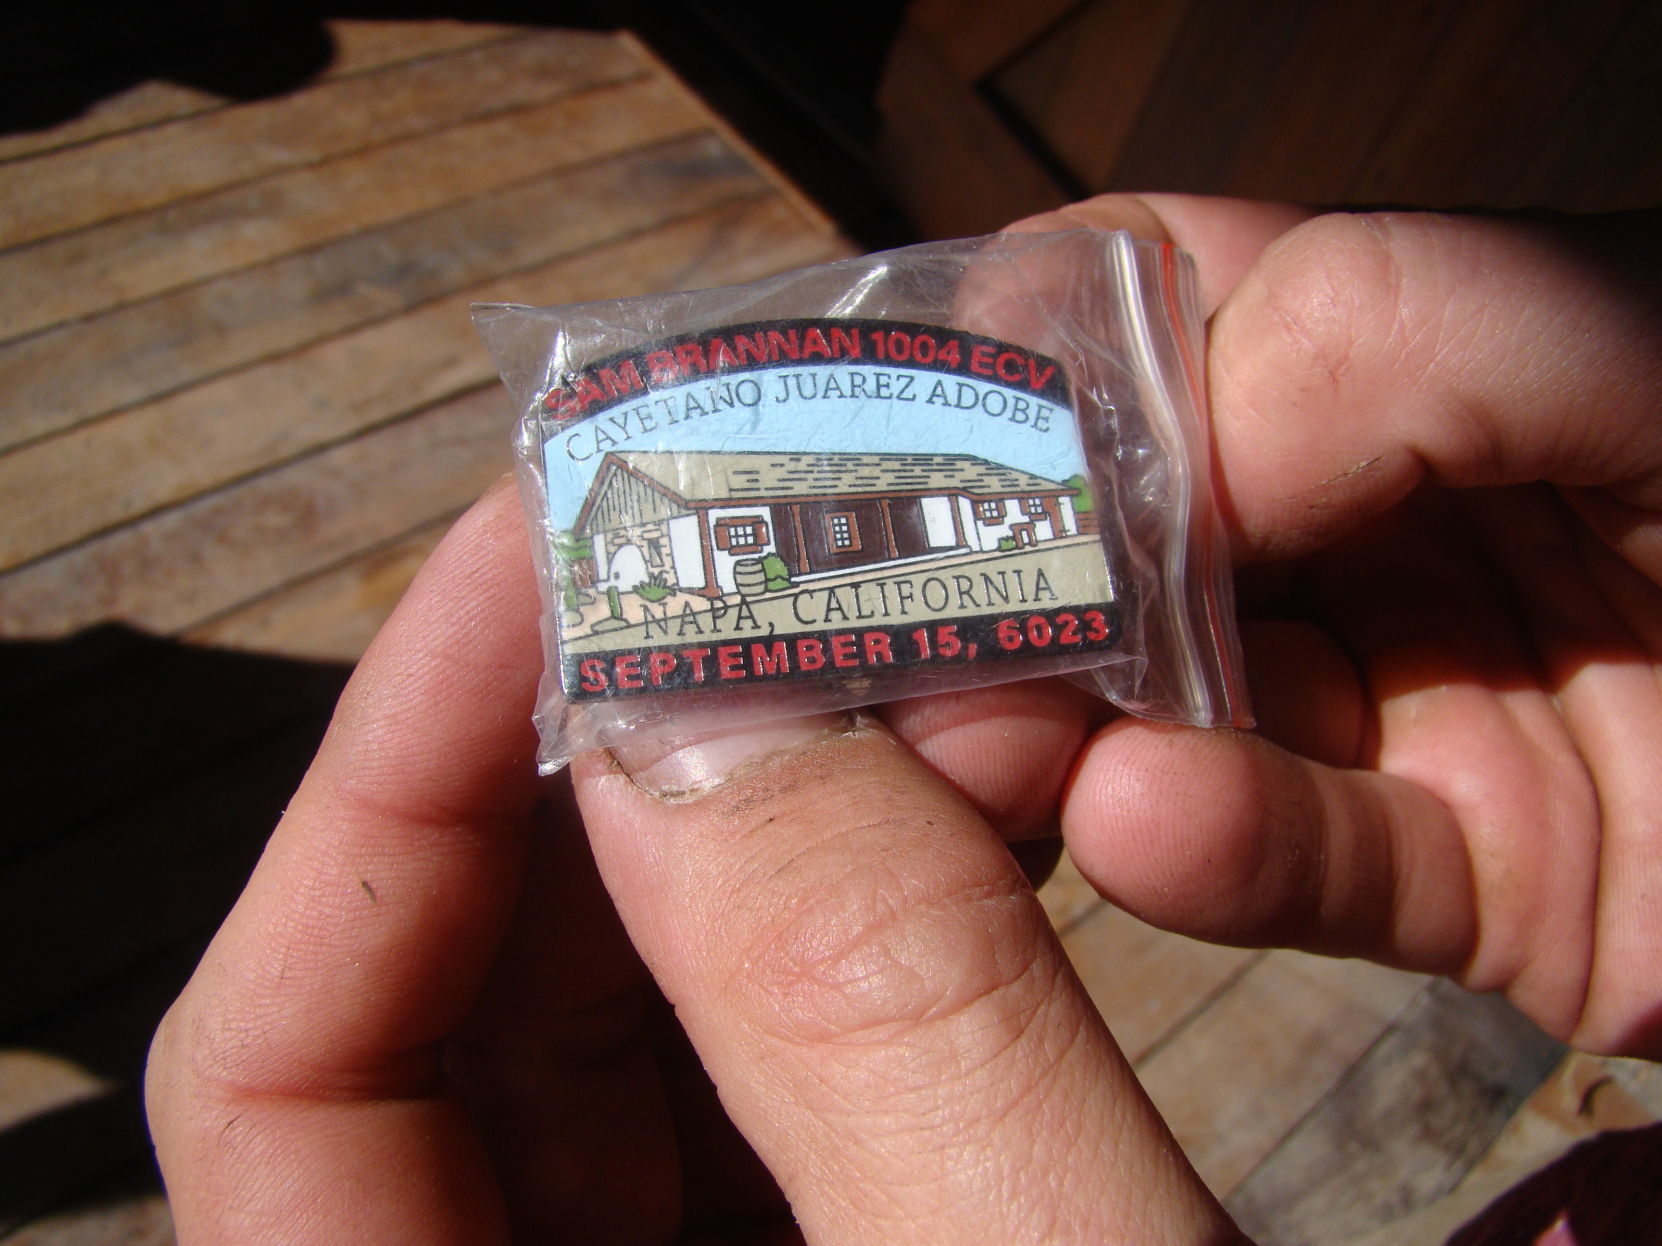 SAM BRANNAN 1004 ECV
CAYETANO JUAREZ ADOBE
NAPA, CALIFORNIA
SEPTEMBER 15, 6023